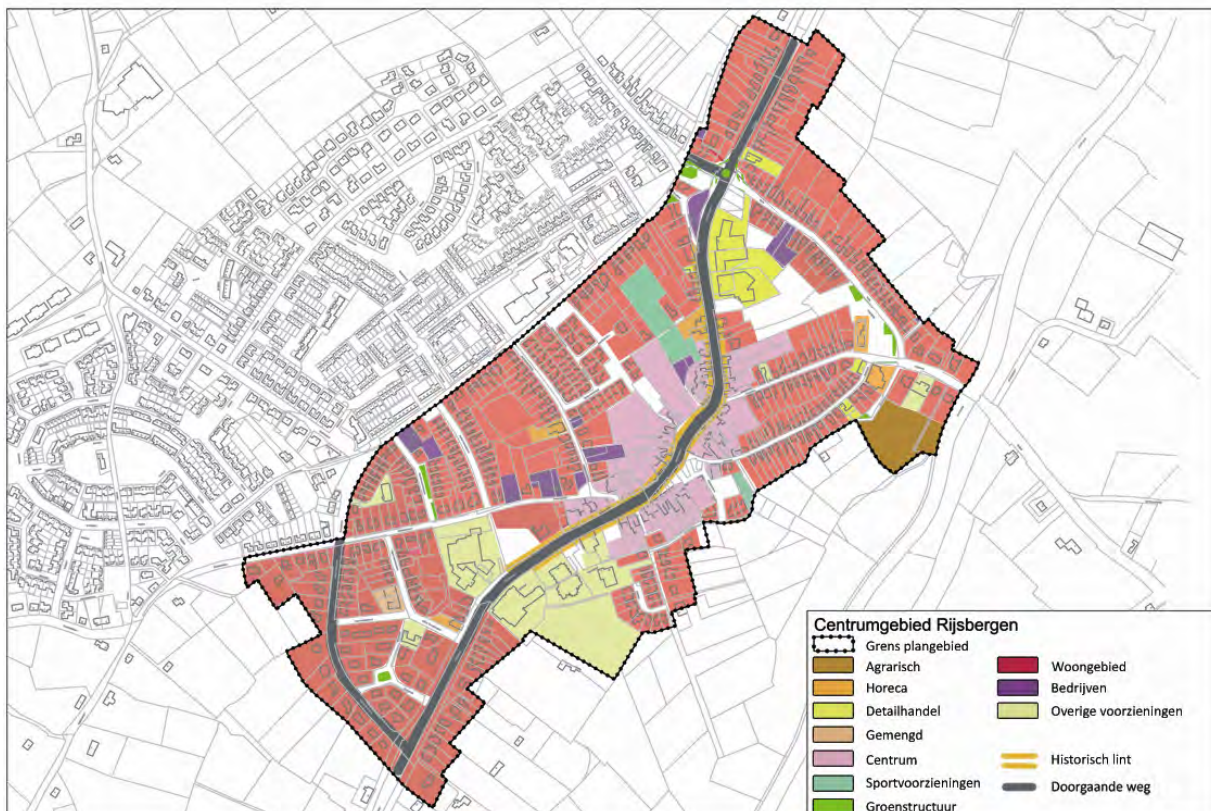 Centrumgebied Rijsbergen
Grens plangebied
Agrarisch
Horeca
Detailhandel
Gemengd
Centrum
Sportvoorzieningen
Groenstructuur
Woongebied
Bedrijven
Overige voorzieningen
Historisch lint
Doorgaande weg